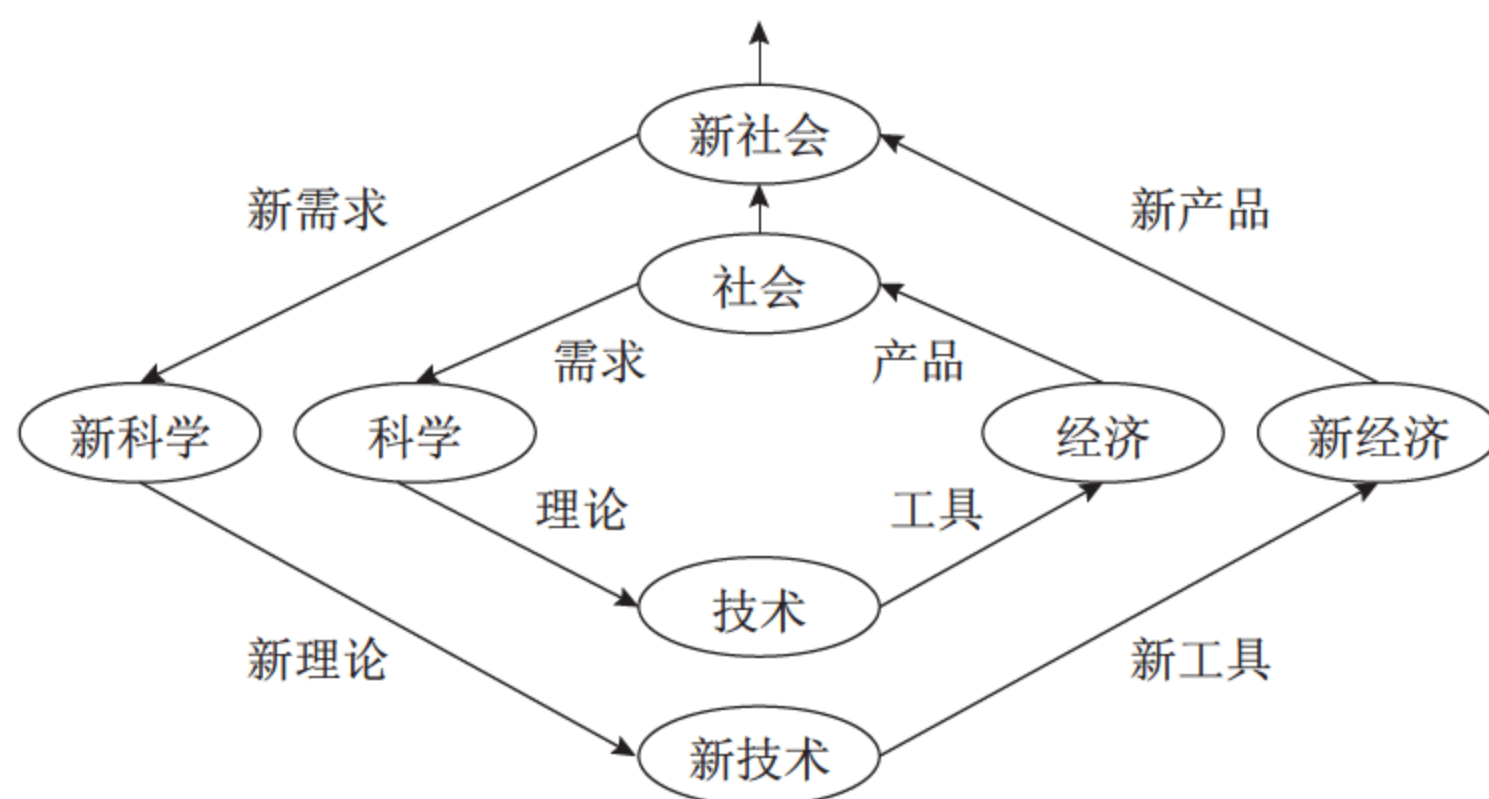 新社会
新需求
新产品
社会
需求
产品
新科学
科学
经济
新经济
理论
工具
技术
新理论
新工具
新技术